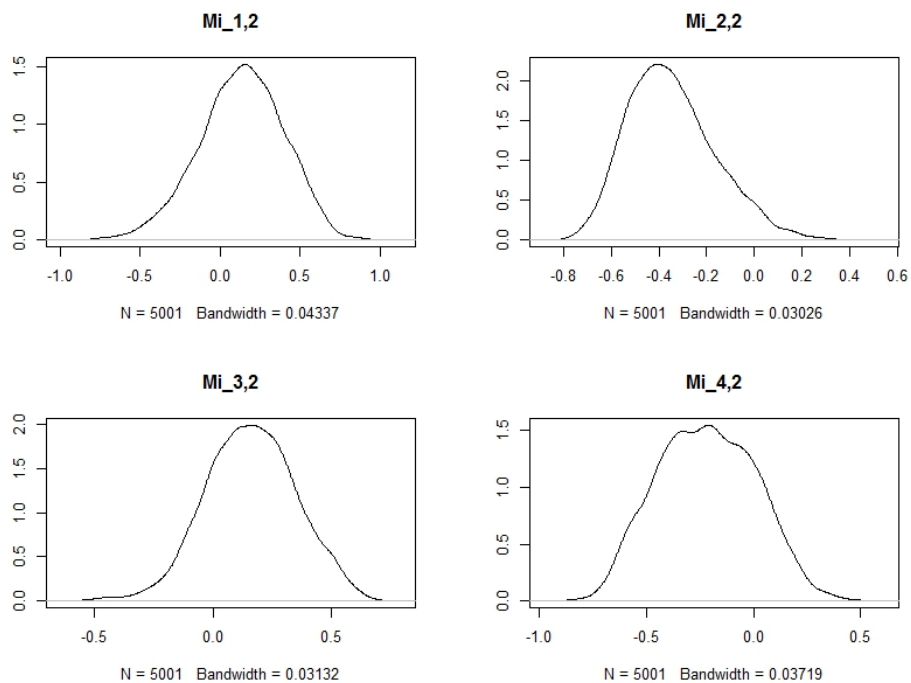 Mi_1,2
1.5
1.0
0.5
0.0
-1.0 -0.5 0.0 0.5 1.0
N = 5001 Bandwidth = 0.04337
Mi_2,2
2.0
1.5
1.0
0.5
0.0
-0.8 -0.6 -0.4 -0.2 0.0 0.2 0.4 0.6
N = 5001 Bandwidth = 0.03026
Mi_3,2
2.0
1.5
1.0
0.5
0.0
-0.5 0.0 0.5
N = 5001 Bandwidth = 0.03132
Mi_4,2
1.5
1.0
0.5
0.0
-1.0 -0.5 0.0 0.5
N = 5001 Bandwidth = 0.03719